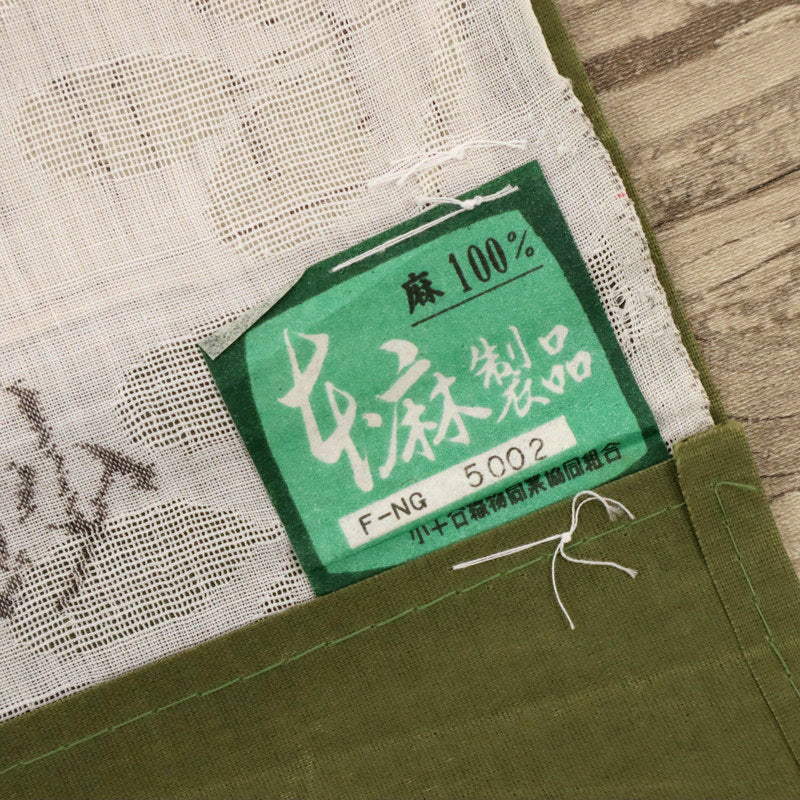 麻 100%
本麻製品
F-NG 5002
小千谷織物同業協同組合